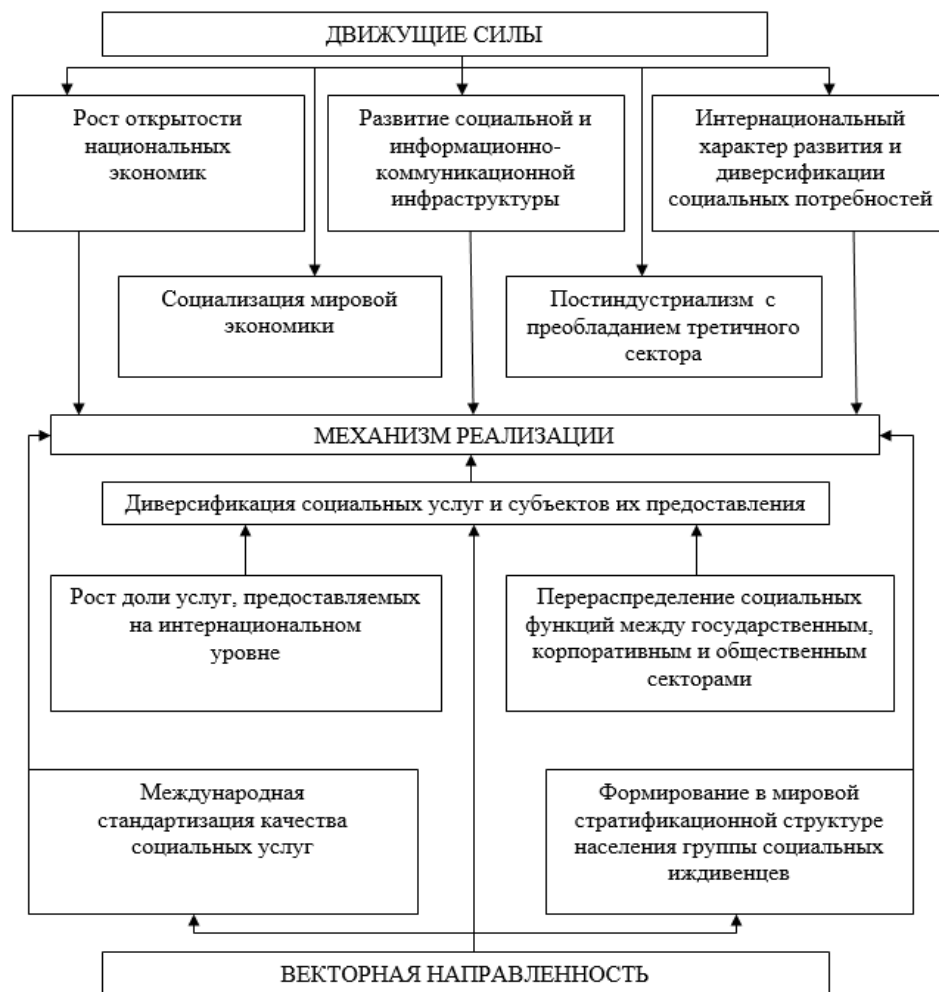 ДВИЖУЩИЕ СИЛЫ
Рост открытости
национальных
экономик
Развитие социальной и
информационно-
коммуникационной
инфраструктуры
Интернациональный
характер развития и
диверсификации
социальных потребностей
Социализация мировой
экономики
Постиндустриализм с
преобладанием третичного
сектора
МЕХАНИЗМ РЕАЛИЗАЦИИ
Диверсификация социальных услуг и субъектов их предоставления
Рост доли услуг, предоставляемых
на интернациональном
уровне
Перераспределение социальных
функций между государственным,
корпоративным и общественным
секторами
Международная
стандартизация качества
социальных услуг
Формирование в мировой
стратификационной структуре
населения группы социальных
иждивенцев
ВЕКТОРНАЯ НАПРАВЛЕННОСТЬ